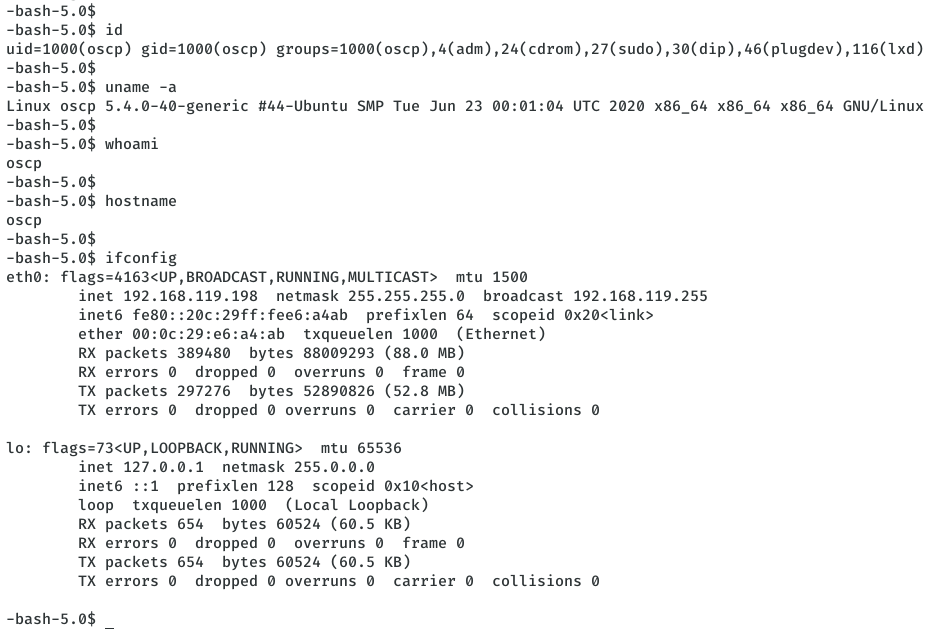 -bash-5.0$
-bash-5.0$ id
uid=1000(oscp) gid=1000(oscp) groups=1000(oscp),4(adm),24(cdrom),27(sudo),30(dip),46(plugdev),116(lxd)
-bash-5.0$
-bash-5.0$ uname -a
Linux oscp 5.4.0-40-generic #44-Ubuntu SMP Tue Jun 23 00:01:04 UTC 2020 x86_64 x86_64 x86_64 GNU/Linux
-bash-5.0$
-bash-5.0$ whoami
oscp
-bash-5.0$
-bash-5.0$ hostname
oscp
-bash-5.0$
-bash-5.0$ ifconfig
eth0: flags=4163<UP,BROADCAST,RUNNING,MULTICAST>  mtu 1500
        inet 192.168.119.198  netmask 255.255.255.0  broadcast 192.168.119.255
        inet6 fe80::20c:29ff:fee6:a4ab  prefixlen 64  scopeid 0x20<link>
        ether 00:0c:29:e6:a4:ab  txqueuelen 1000  (Ethernet)
        RX packets 389480  bytes 88009293 (88.0 MB)
        RX errors 0  dropped 0  overruns 0  frame 0
        TX packets 297276  bytes 52890826 (52.8 MB)
        TX errors 0  dropped 0 overruns 0  carrier 0  collisions 0

lo: flags=73<UP,LOOPBACK,RUNNING>  mtu 65536
        inet 127.0.0.1  netmask 255.0.0.0
        inet6 ::1  prefixlen 128  scopeid 0x10<host>
        loop  txqueuelen 1000  (Local Loopback)
        RX packets 654  bytes 60524 (60.5 KB)
        RX errors 0  dropped 0  overruns 0  frame 0
        TX packets 654  bytes 60524 (60.5 KB)
        TX errors 0  dropped 0 overruns 0  carrier 0  collisions 0

-bash-5.0$ _